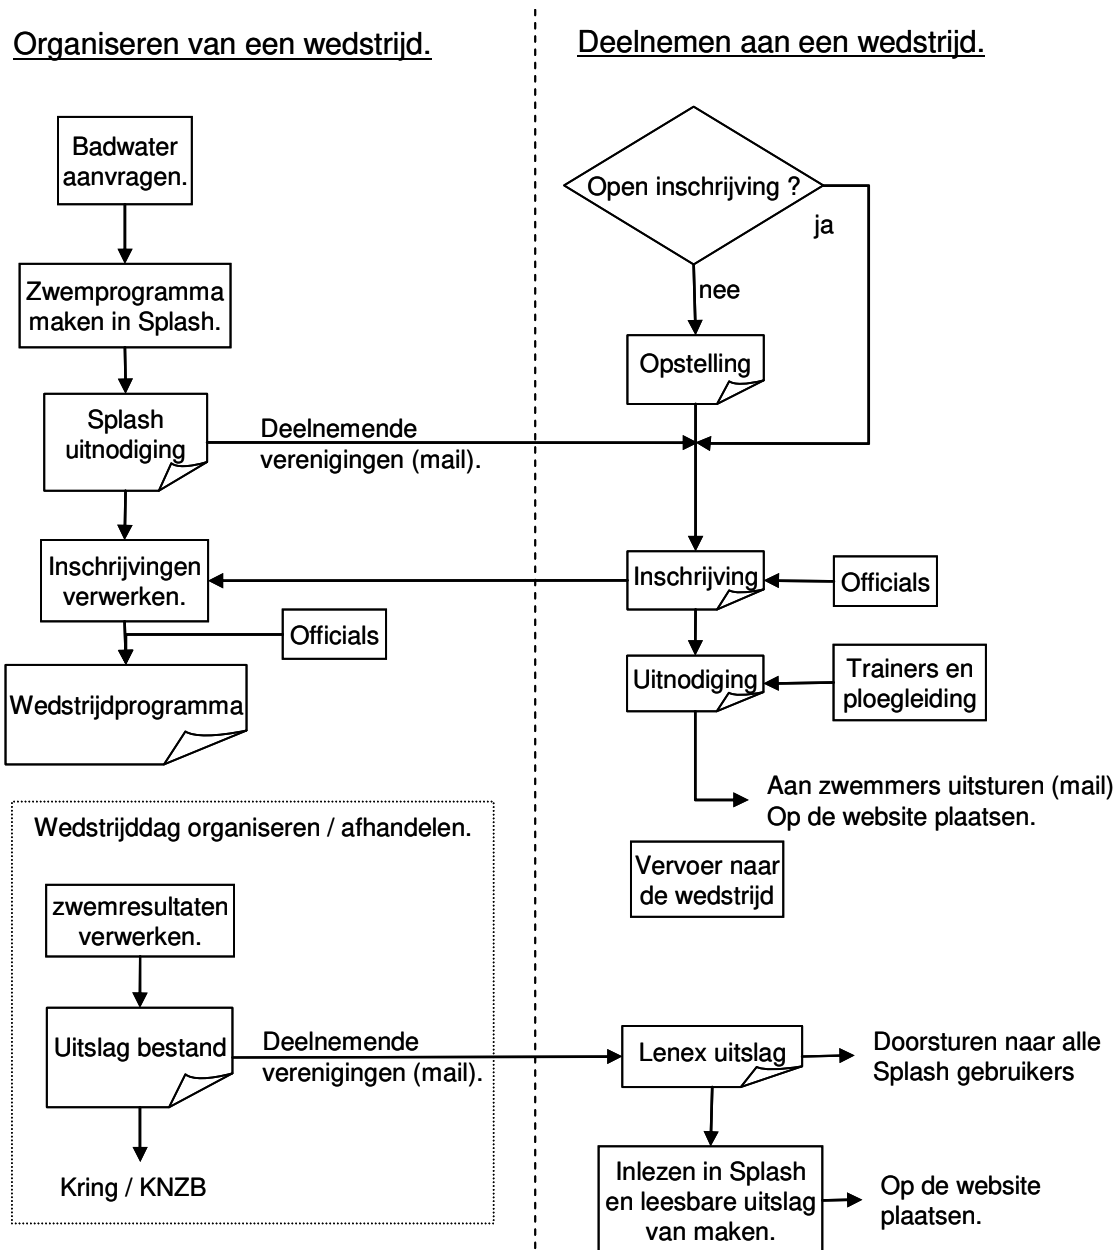 Organiseren van een wedstrijd.
Badwater
aanvragen.
Zwemprogramma
maken in Splash.
Splash
uitnodiging
Deelnemende
verenigingen (mail).
Inschrijvingen
verwerken.
Officials
Wedstrijdprogramma
Wedstrijddag organiseren / afhandelen.
zwemresultaten
verwerken.
Uitslag bestand
Deelnemende
verenigingen (mail).
Kring / KNZB
Deelnemen aan een wedstrijd.
Open inschrijving ?
ja
nee
Opstelling
Inschrijving
Officials
Uitnodiging
Trainers en
ploegleiding
Aan zwemmers uitsturen (mail)
Op de website plaatsen.
Vervoer naar
de wedstrijd
Lenex uitslag
Doorsturen naar alle
Splash gebruikers
Inlezen in Splash
en leesbare uitslag
van maken.
Op de website
plaatsen.